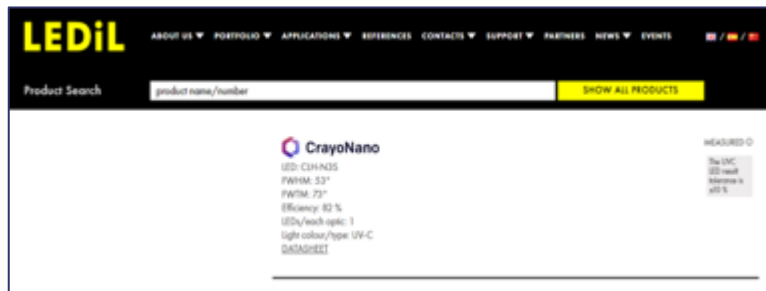 LEDiL
ABOUT US ▼ PORTFOLIO ▼ APPLICATIONS ▼ REFERENCES CONTACTS ▼ SUPPORT ▼ PARTNERS NEWS ▼ EVENTS / /
Product Search product name/number SHOW ALL PRODUCTS
CrayoNano
LED: CLH-N3S
FWHM: 53°
FWTM: 73°
Efficiency: 82 %
LEDs/each optic: 1
Light colour/type: UV-C
DATASHEET
MEASURED
The UVC
LED result
tolerance is
±10 %